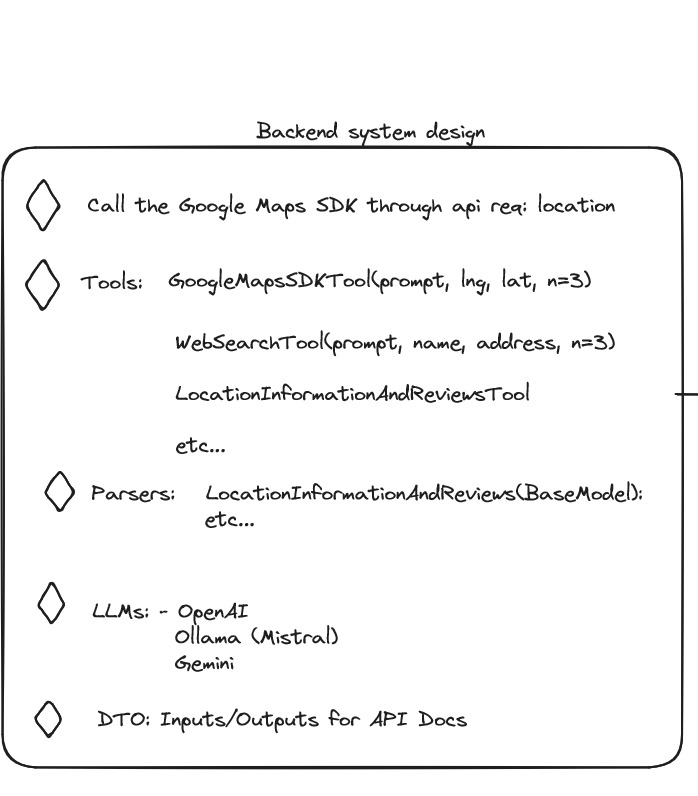 Backend system design
Call the Google Maps SDK through api req: location
Tools: GoogleMapsSDKTool(prompt, lng, lat, n=3)
WebSearchTool(prompt, name, address, n=3)
LocationInformationAndReviewsTool
etc...
Parsers: LocationInformationAndReviews(BaseModel):
etc...
LLMs: - OpenAI
Ollama (Mistral)
Gemini
DTO: Inputs/Outputs for API Docs